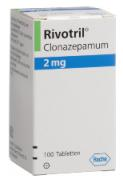 Rivotril®
Clonazepamum
2 mg
100 Tabletten
Roche